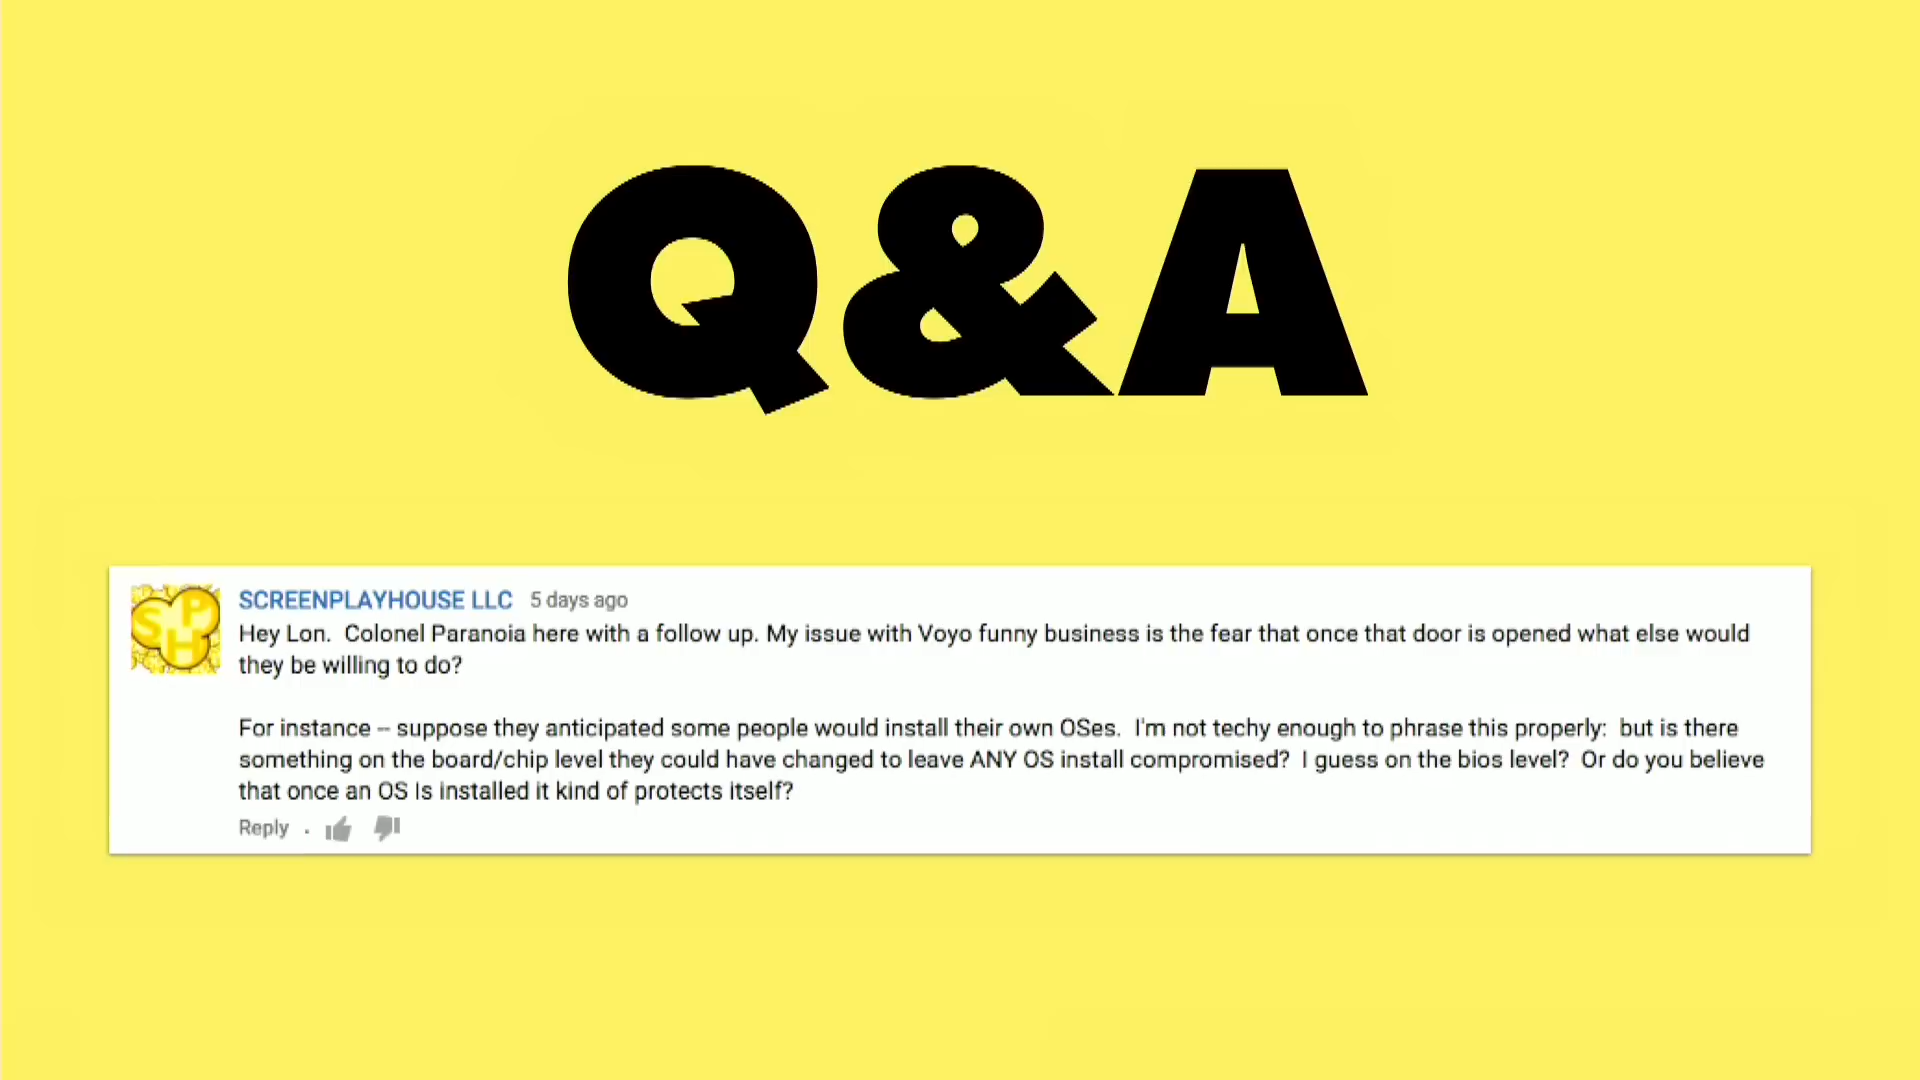 Q&A
SCREENPLAYHOUSE LLC 5 days ago
SPH
Hey Lon.  Colonel Paranoia here with a follow up. My issue with Voyo funny business is the fear that once that door is opened what else would
they be willing to do?
For instance – suppose they anticipated some people would install their own OSes.  I'm not techy enough to phrase this properly:  but is there
something on the board/chip level they could have changed to leave ANY OS install compromised?  I guess on the bios level?  Or do you believe
that once an OS Is installed it kind of protects itself?
Reply .